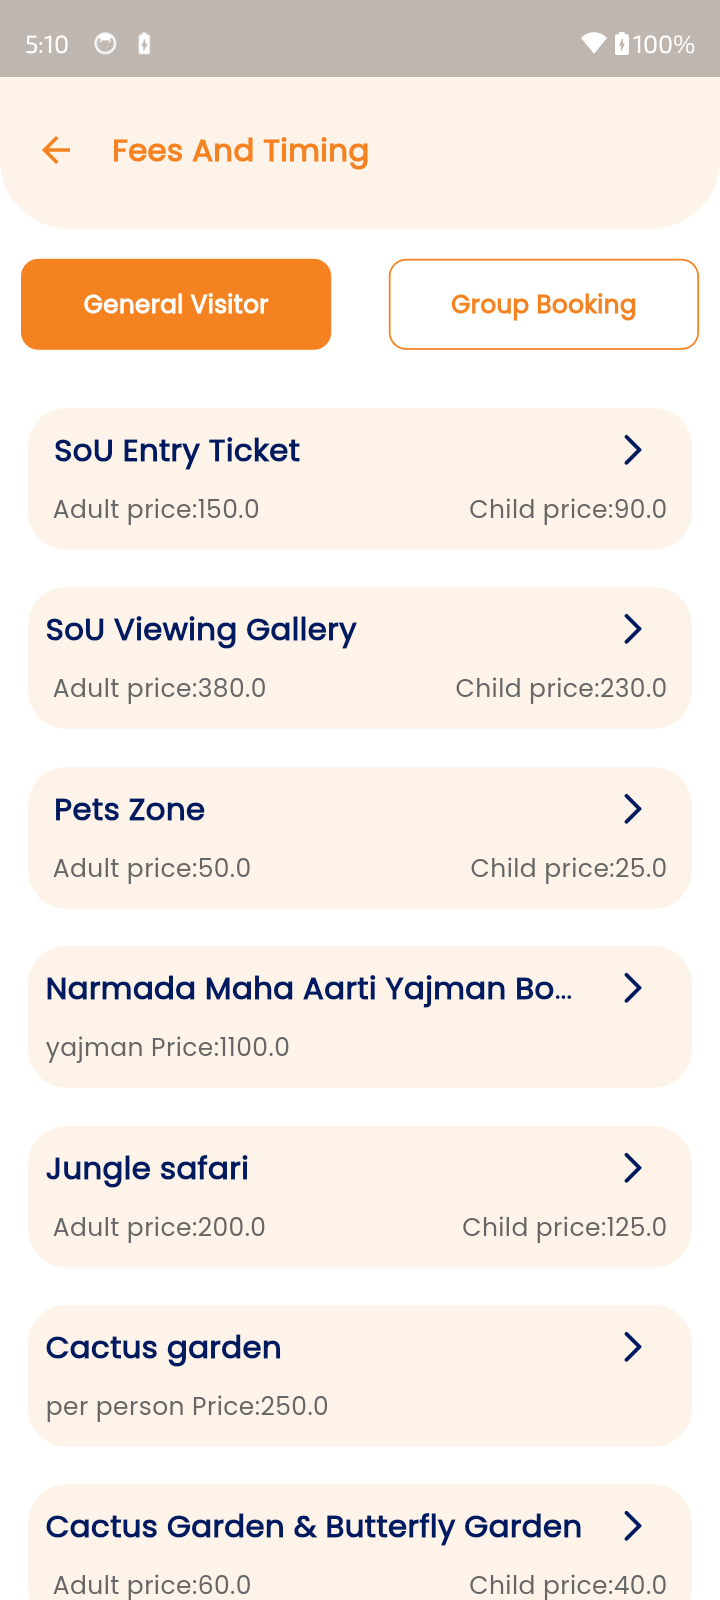 5:10 100%
Fees And Timing
General Visitor Group Booking
SoU Entry Ticket
Adult price:150.0 Child price:90.0
SoU Viewing Gallery
Adult price:380.0 Child price:230.0
Pets Zone
Adult price:50.0 Child price:25.0
Narmada Maha Aarti Yajman Bo...
yajman Price:1100.0
Jungle safari
Adult price:200.0 Child price:125.0
Cactus garden
per person Price:250.0
Cactus Garden & Butterfly Garden
Adult price:60.0 Child price:40.0